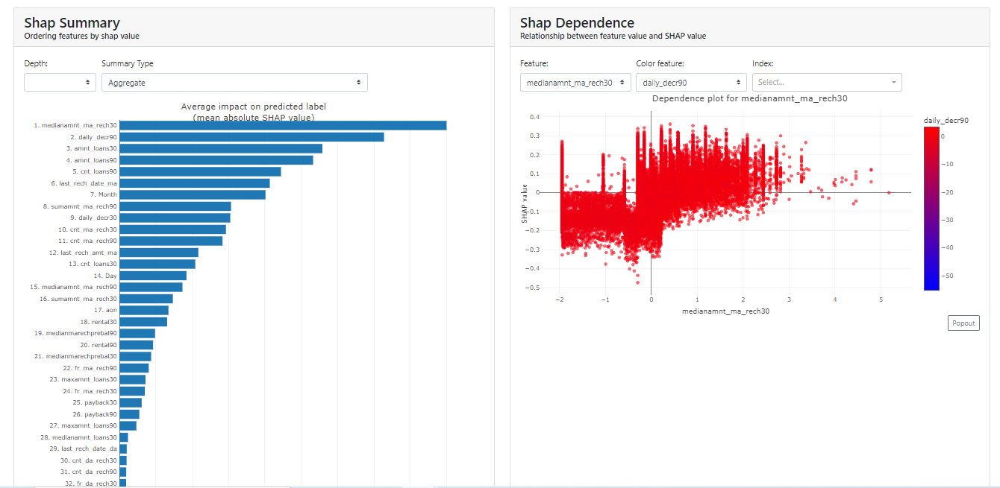 Shap Summary
Ordering features by shap value
Depth:
Summary Type
Aggregate
Average impact on predicted label
(mean absolute SHAP value)
1. medianamnt_ma_rech30
2. daily_decr90
3. amnt_loans30
4. amnt_loans90
5. cnt_loans90
6. last_rech_date_ma
7. Month
8. sumamnt_ma_rech90
9. daily_decr30
10. cnt_ma_rech30
11. cnt_ma_rech90
12. last_rech_amt_ma
13. cnt_loans30
14. Day
15. medianamnt_ma_rech90
16. sumamnt_ma_rech30
17. aon
18. rental30
19. medianmarechprebal90
20. rental90
21. medianmarechprebal30
22. fr_ma_rech90
23. maxamnt_loans30
24. fr_ma_rech30
25. payback30
26. payback90
27. maxamnt_loans90
28. medianamnt_loans30
29. last_rech_date_da
30. cnt_da_rech30
31. cnt_da_rech90
32. fr_da_rech30
Shap Dependence
Relationship between feature value and SHAP value
Feature:
Color feature:
Index:
medianamnt_ma_rech30
daily_decr90
Select...
Dependence plot for medianamnt_ma_rech30
SHAP value
0.4
0.3
0.2
0.1
0
−0.1
−0.2
−0.3
−0.4
−0.5
−2
−1
0
1
2
3
4
5
medianamnt_ma_rech30
daily_decr90
0
−10
−20
−30
−40
−50
Popout